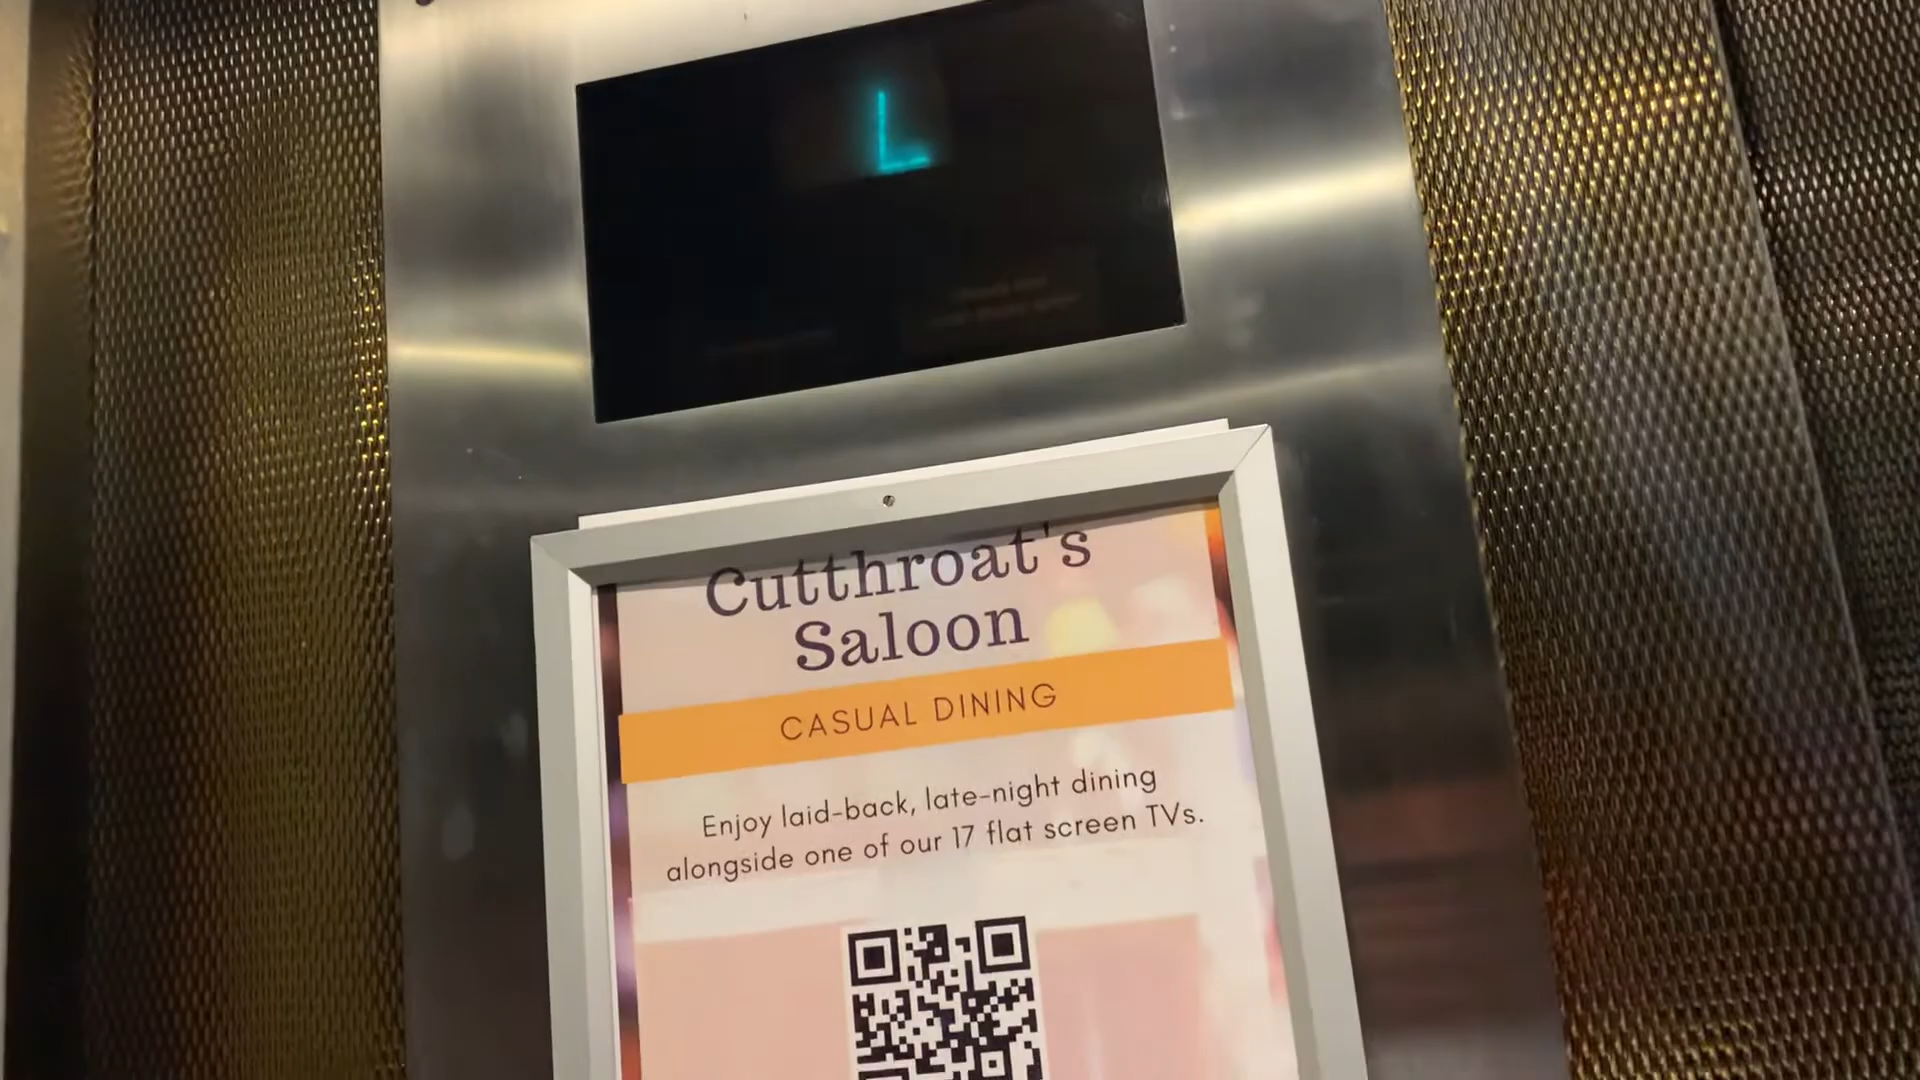 L
Cutthroat's
Saloon
CASUAL DINING
Enjoy laid-back, late-night dining
alongside one of our 17 flat screen TVs.